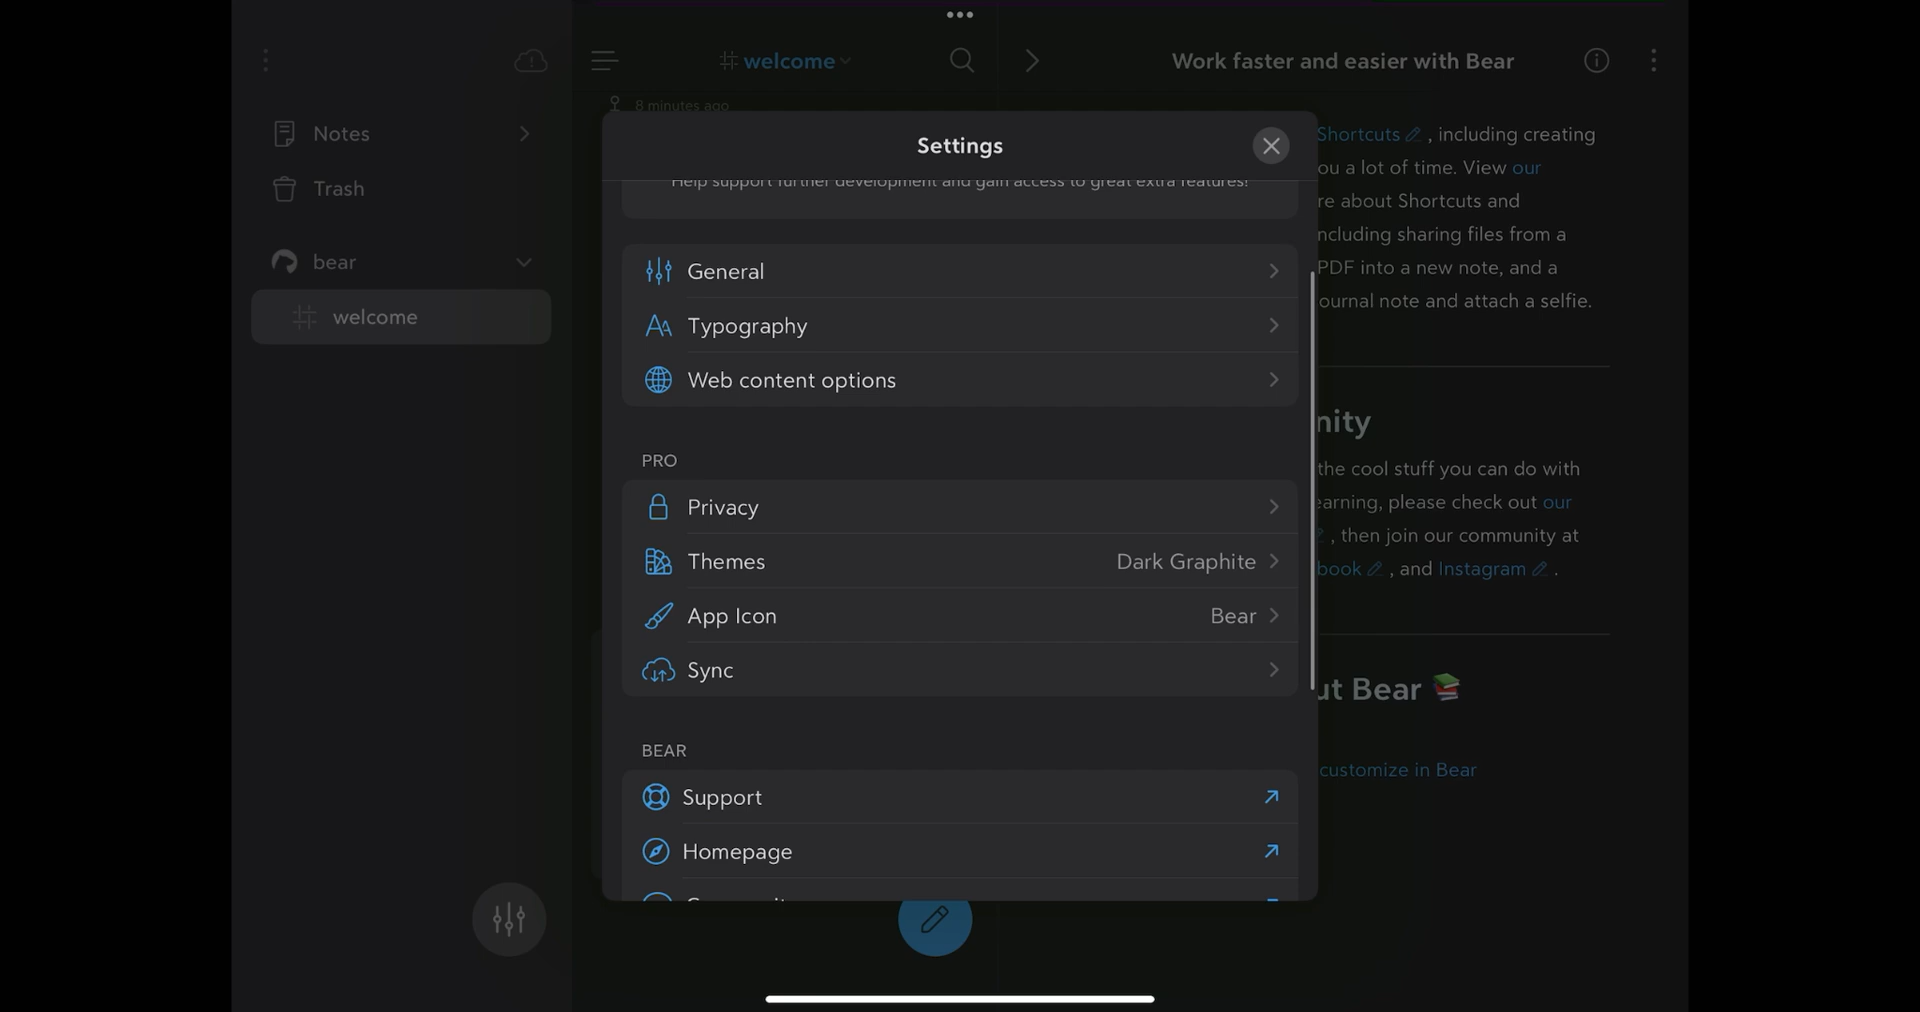 welcome
Work faster and easier with Bear
8 minutes ago
Notes
Trash
bear
welcome
Settings
Help support further development and gain access to great extra features!
General
Typography
Web content options
PRO
Privacy
Themes
Dark Graphite
App Icon
Bear
Sync
BEAR
Support
Homepage
Shortcuts , including creating
ou a lot of time. View our
re about Shortcuts and
ncluding sharing files from a
PDF into a new note, and a
ournal note and attach a selfie.
nity
the cool stuff you can do with
earning, please check out our
, then join our community at
book , and Instagram .
ut Bear 📚
customize in Bear